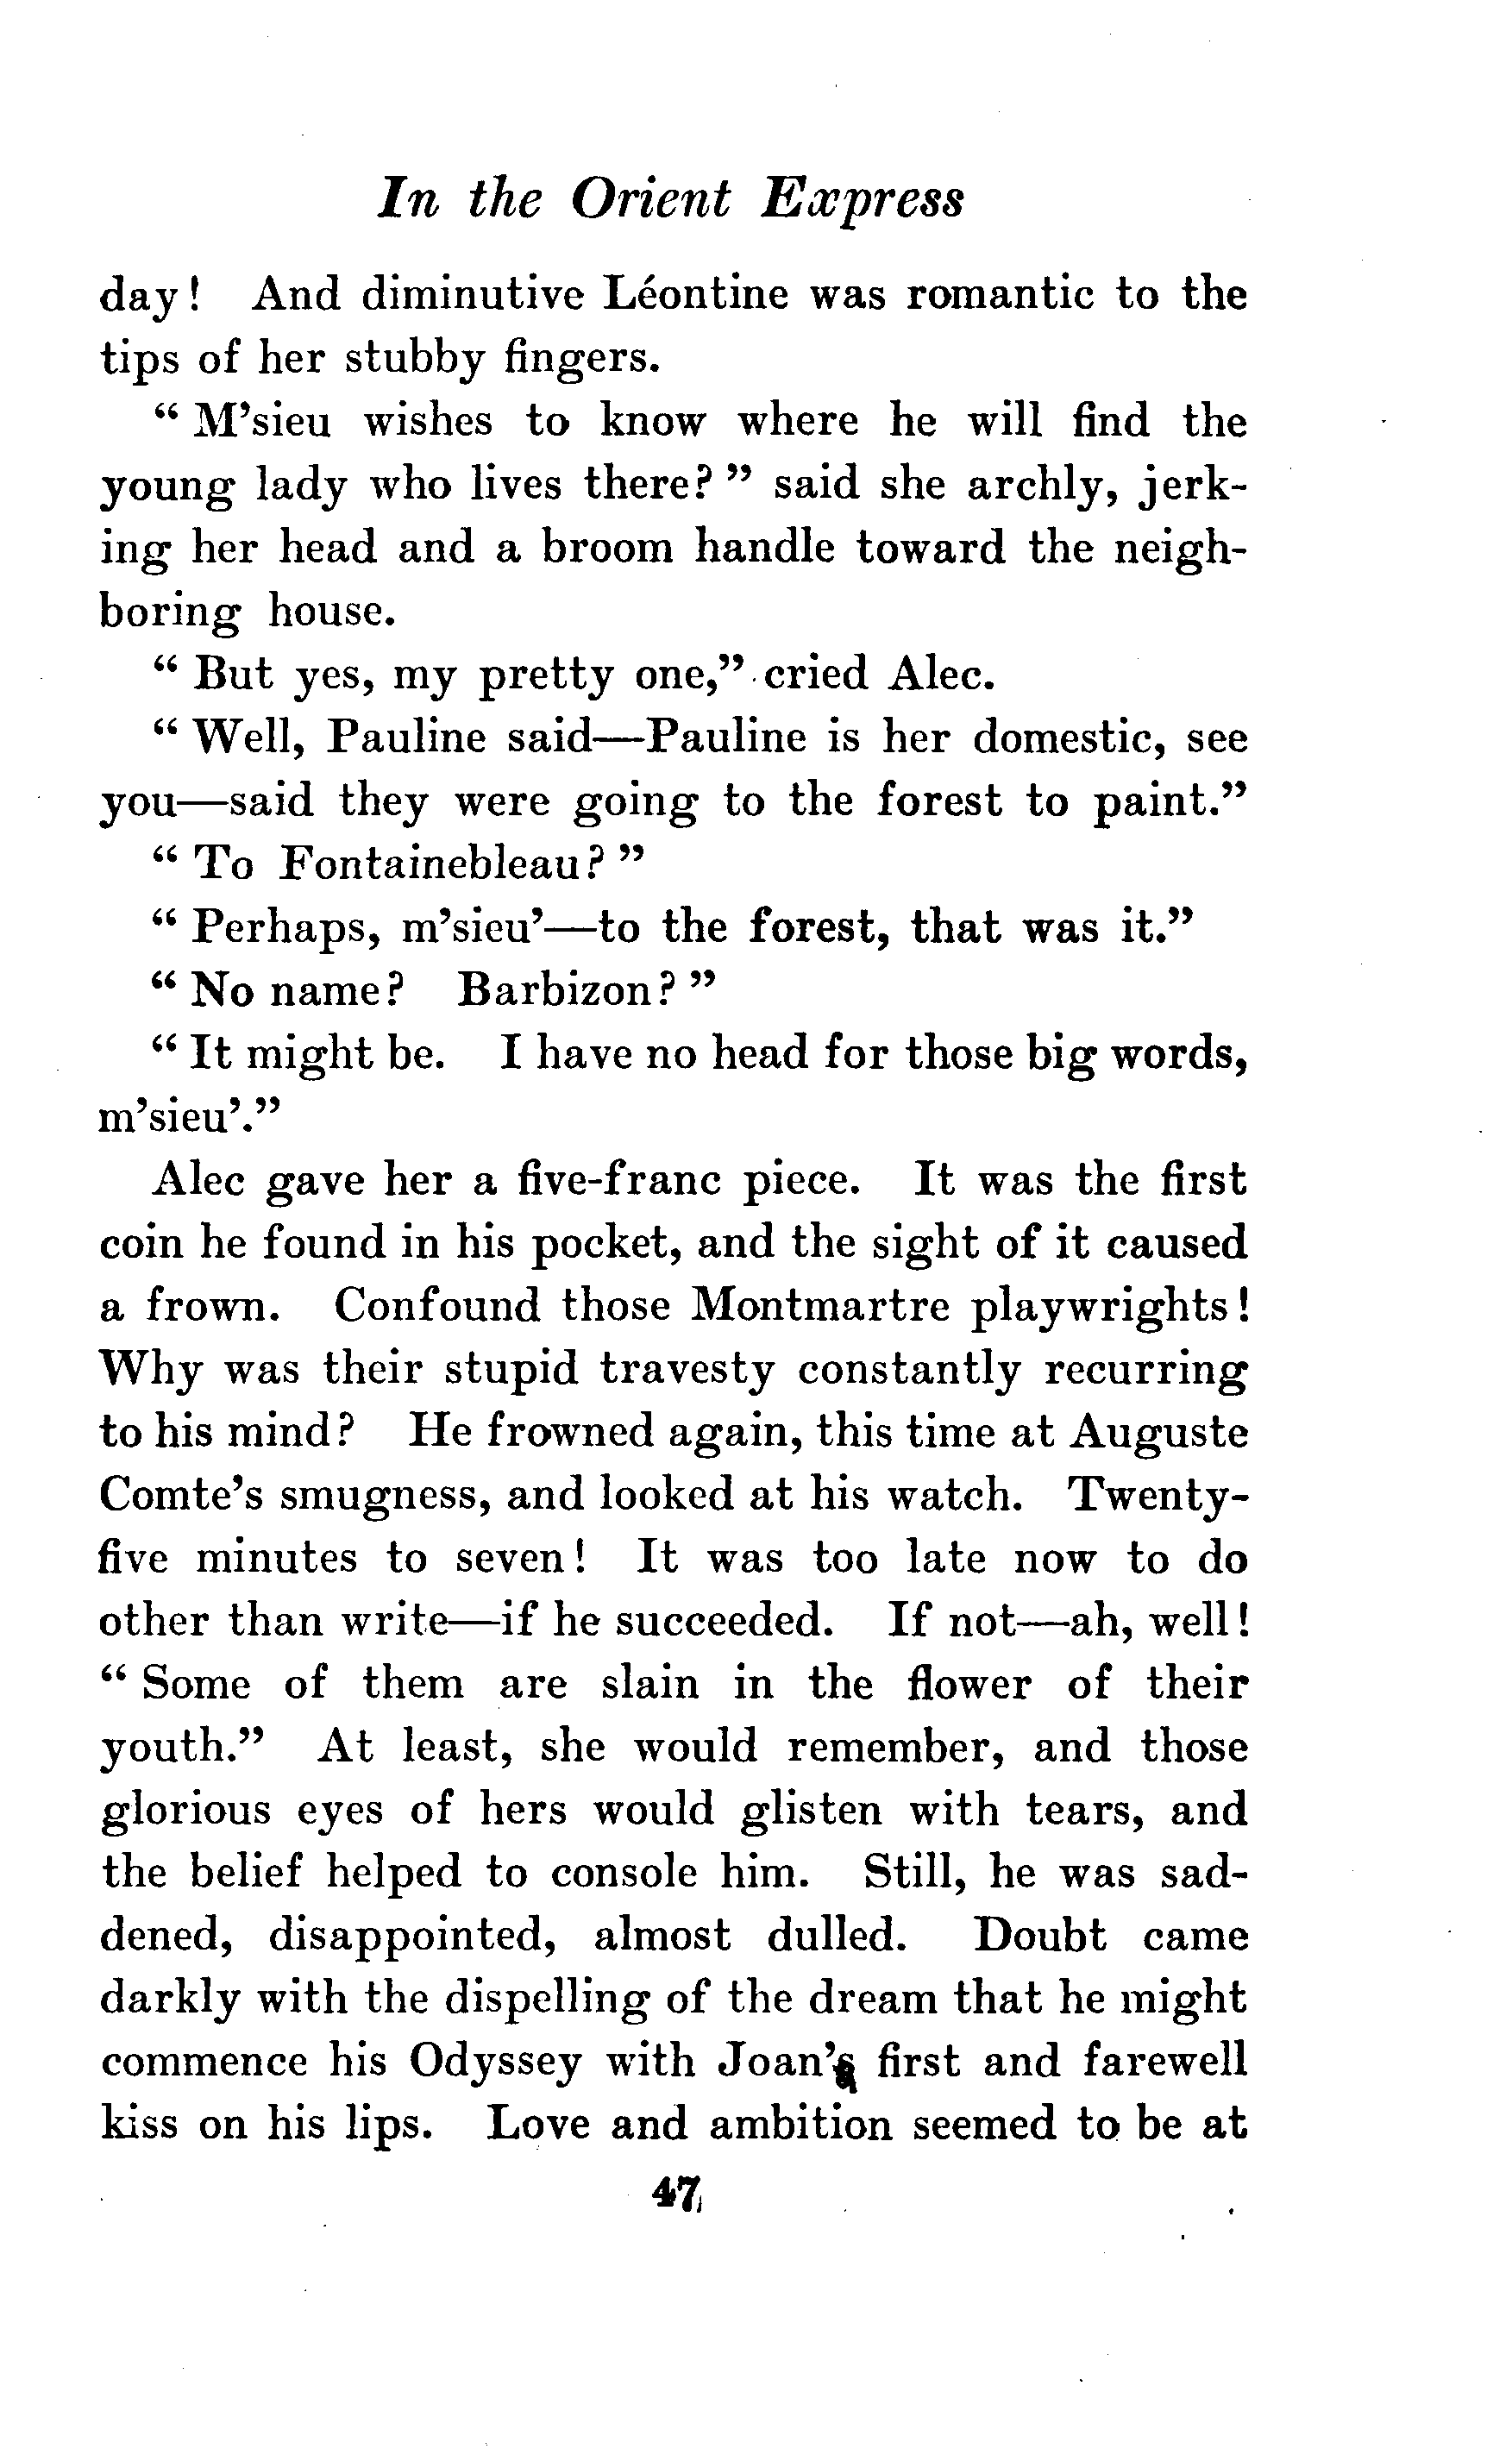 In the Orient Express
day! And diminutive Léontine was romantic to the
tips of her stubby fingers.
“ M’sieu wishes to know where he will find the
young lady who lives there? ” said she archly, jerk-
ing her head and a broom handle toward the neigh-
boring house.
“ But yes, my pretty one,” cried Alec.
“ Well, Pauline said—Pauline is her domestic, see
you—said they were going to the forest to paint.”
“ To Fontainebleau? ”
“ Perhaps, m’sieu’—to the forest, that was it.”
“ No name? Barbizon? ”
“ It might be. I have no head for those big words,
m’sieu’.”
Alec gave her a five-franc piece. It was the first
coin he found in his pocket, and the sight of it caused
a frown. Confound those Montmartre playwrights!
Why was their stupid travesty constantly recurring
to his mind? He frowned again, this time at Auguste
Comte’s smugness, and looked at his watch. Twenty-
five minutes to seven! It was too late now to do
other than write—if he succeeded. If not—ah, well!
“ Some of them are slain in the flower of their
youth.” At least, she would remember, and those
glorious eyes of hers would glisten with tears, and
the belief helped to console him. Still, he was sad-
dened, disappointed, almost dulled. Doubt came
darkly with the dispelling of the dream that he might
commence his Odyssey with Joan’s first and farewell
kiss on his lips. Love and ambition seemed to be at
47